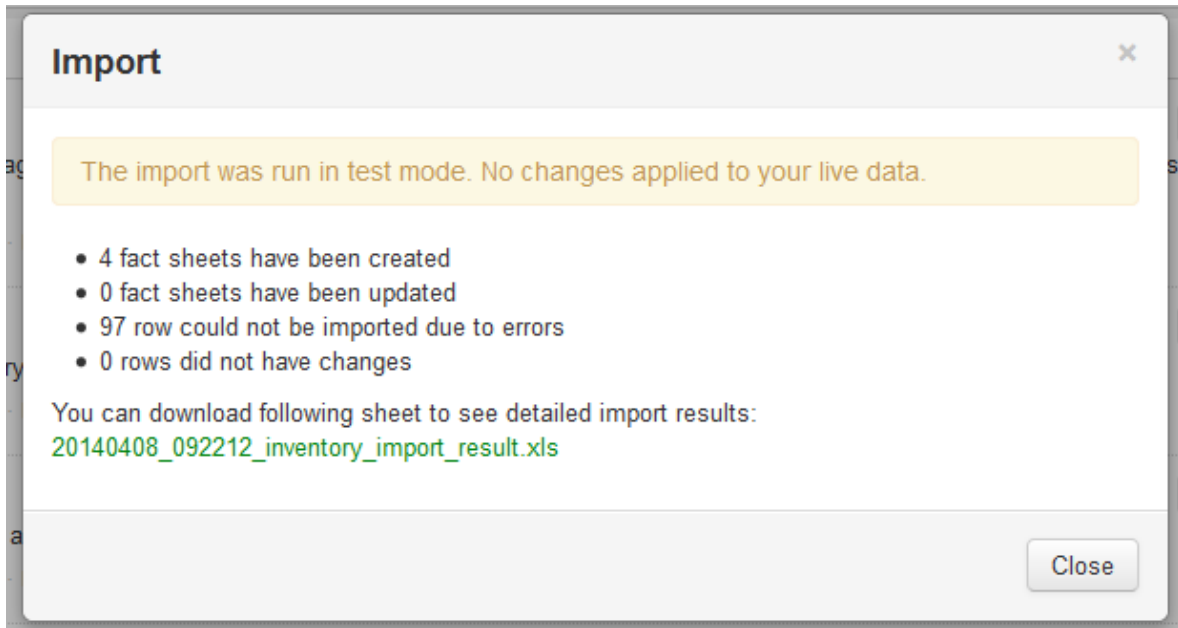 Import
×
The import was run in test mode. No changes applied to your live data.
• 4 fact sheets have been created
• 0 fact sheets have been updated
• 97 row could not be imported due to errors
• 0 rows did not have changes
You can download following sheet to see detailed import results:
20140408_092212_inventory_import_result.xls
Close